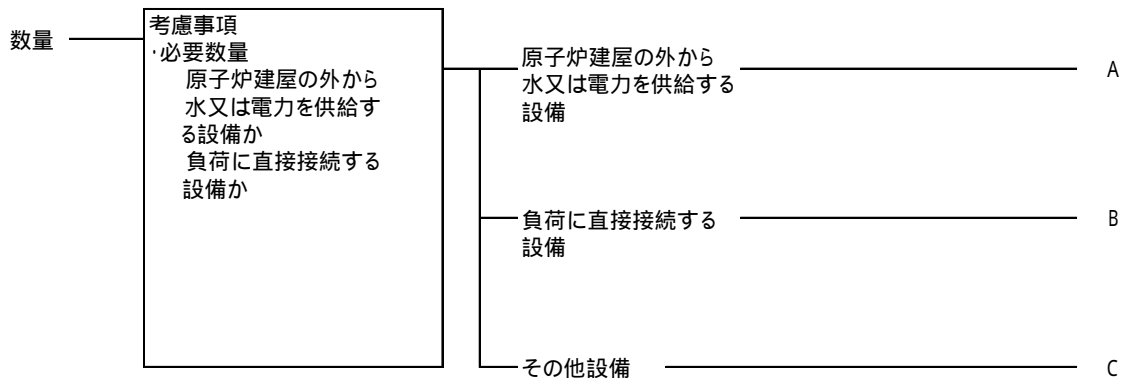 数量
考慮事項
・必要数量
原子炉建屋の外から
水又は電力を供給す
る設備か
負荷に直接接続する
設備か
原子炉建屋の外から
水又は電力を供給する
設備
A
負荷に直接接続する
設備
B
その他設備
C